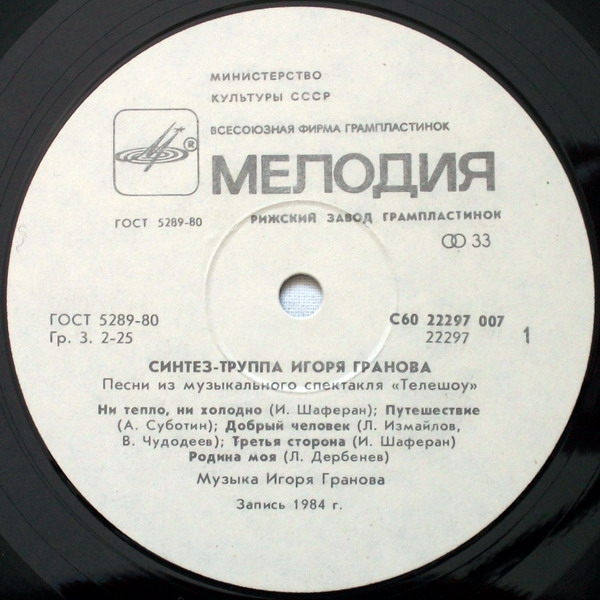 МИНИСТЕРСТВО
КУЛЬТУРЫ СССР
ВСЕСОЮЗНАЯ ФИРМА ГРАМПЛАСТИНОК
®
МЕЛОДИЯ
ГОСТ 5289-80 РИЖСКИЙ ЗАВОД ГРАМПЛАСТИНОК
33
ГОСТ 5289-80 С60 22297 007
Гр. 3. 2-25 22297 1
СИНТЕЗ-ТРУППА ИГОРЯ ГРАНОВА
Песни из музыкального спектакля «Телешоу»
Ни тепло, ни холодно (И. Шаферан); Путешествие
(А. Суботин); Добрый человек (Л. Измайлов,
В. Чудодеев); Третья сторона (И. Шаферан)
Родина моя (Л. Дербенев)
Музыка Игоря Гранова
Запись 1984 г.